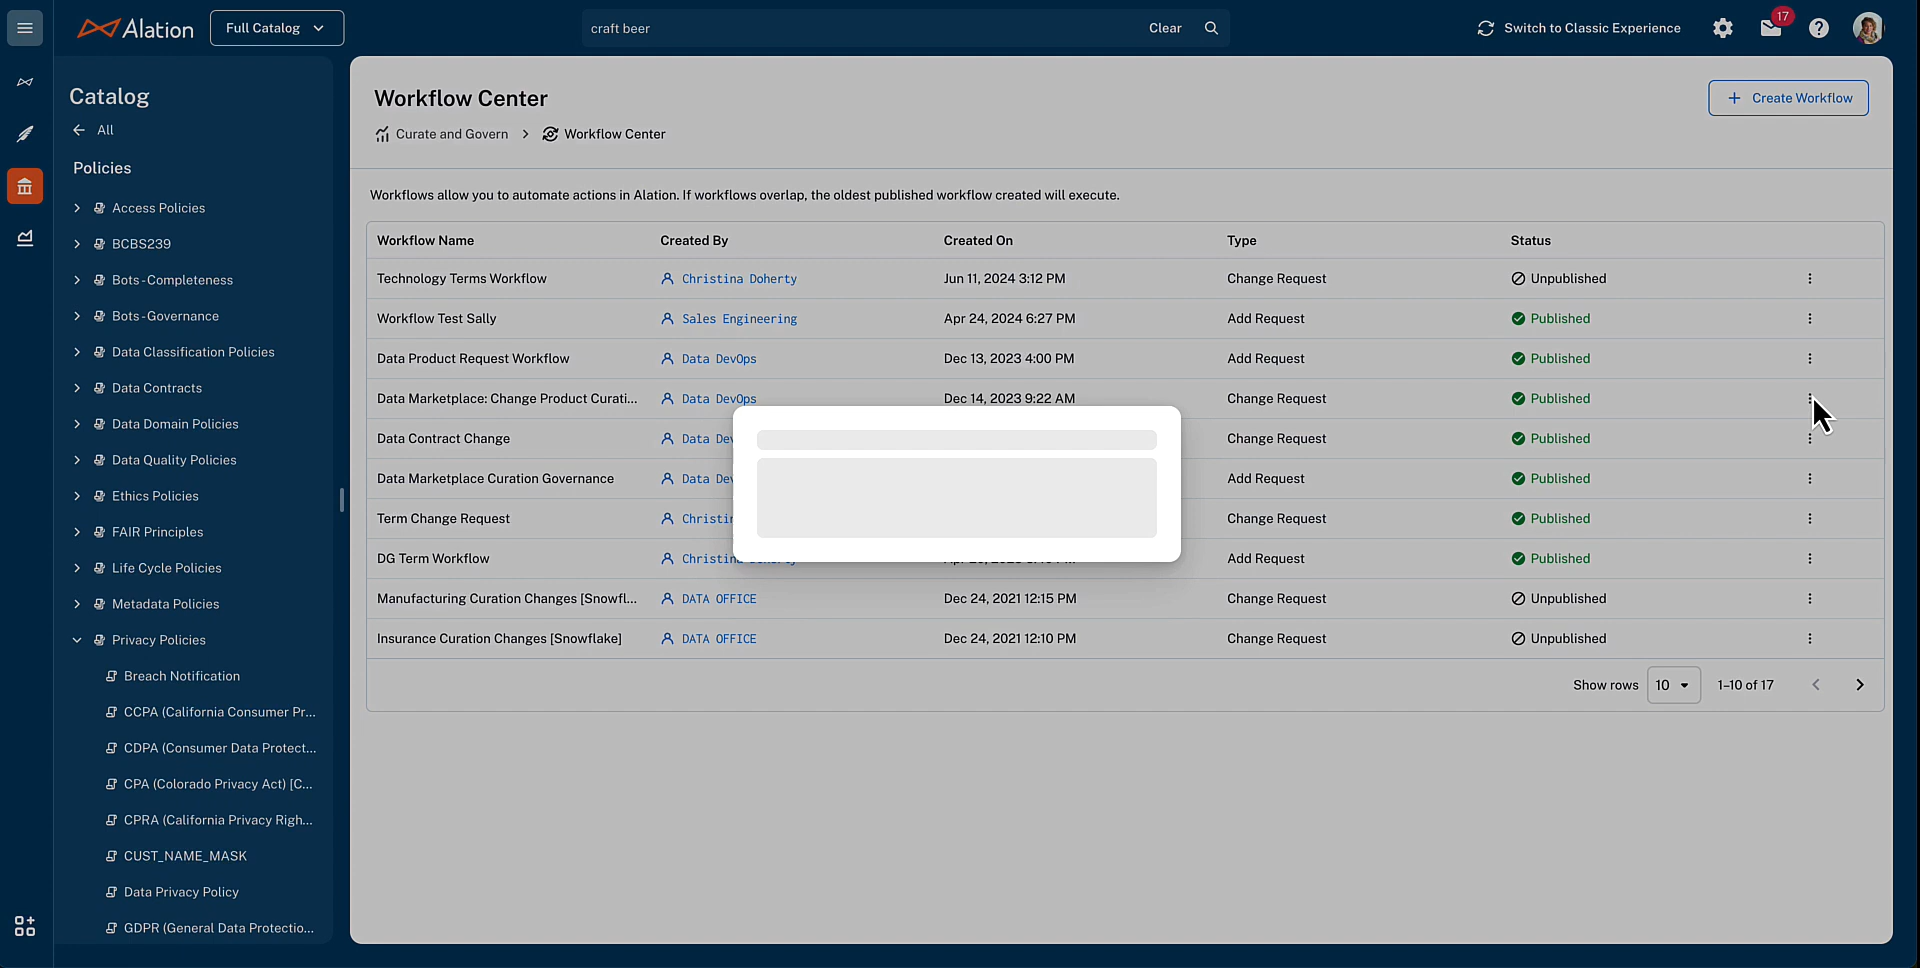 Alation
Full Catalog
craft beer
Clear
Switch to Classic Experience
17
Catalog
All
Policies
Access Policies
BCBS239
Bots-Completeness
Bots-Governance
Data Classification Policies
Data Contracts
Data Domain Policies
Data Quality Policies
Ethics Policies
FAIR Principles
Life Cycle Policies
Metadata Policies
Privacy Policies
Breach Notification
CCPA (California Consumer Pr...
CDPA (Consumer Data Protect...
CPA (Colorado Privacy Act) [C...
CPRA (California Privacy Righ...
CUST_NAME_MASK
Data Privacy Policy
GDPR (General Data Protectio...
Workflow Center
Create Workflow
Curate and Govern > Workflow Center
Workflows allow you to automate actions in Alation. If workflows overlap, the oldest published workflow created will execute.
Workflow Name Created By Created On Type Status
Technology Terms Workflow Christina Doherty Jun 11, 2024 3:12 PM Change Request Unpublished
Workflow Test Sally Sales Engineering Apr 24, 2024 6:27 PM Add Request Published
Data Product Request Workflow Data DevOps Dec 13, 2023 4:00 PM Add Request Published
Data Marketplace: Change Product Curati... Data DevOps Dec 14, 2023 9:22 AM Change Request Published
Data Contract Change Data Dev Change Request Published
Data Marketplace Curation Governance Data Dev Add Request Published
Term Change Request Christin Change Request Published
DG Term Workflow Christin Add Request Published
Manufacturing Curation Changes [Snowfl... DATA OFFICE Dec 24, 2021 12:15 PM Change Request Unpublished
Insurance Curation Changes [Snowflake] DATA OFFICE Dec 24, 2021 12:10 PM Change Request Unpublished
Show rows 10 1–10 of 17